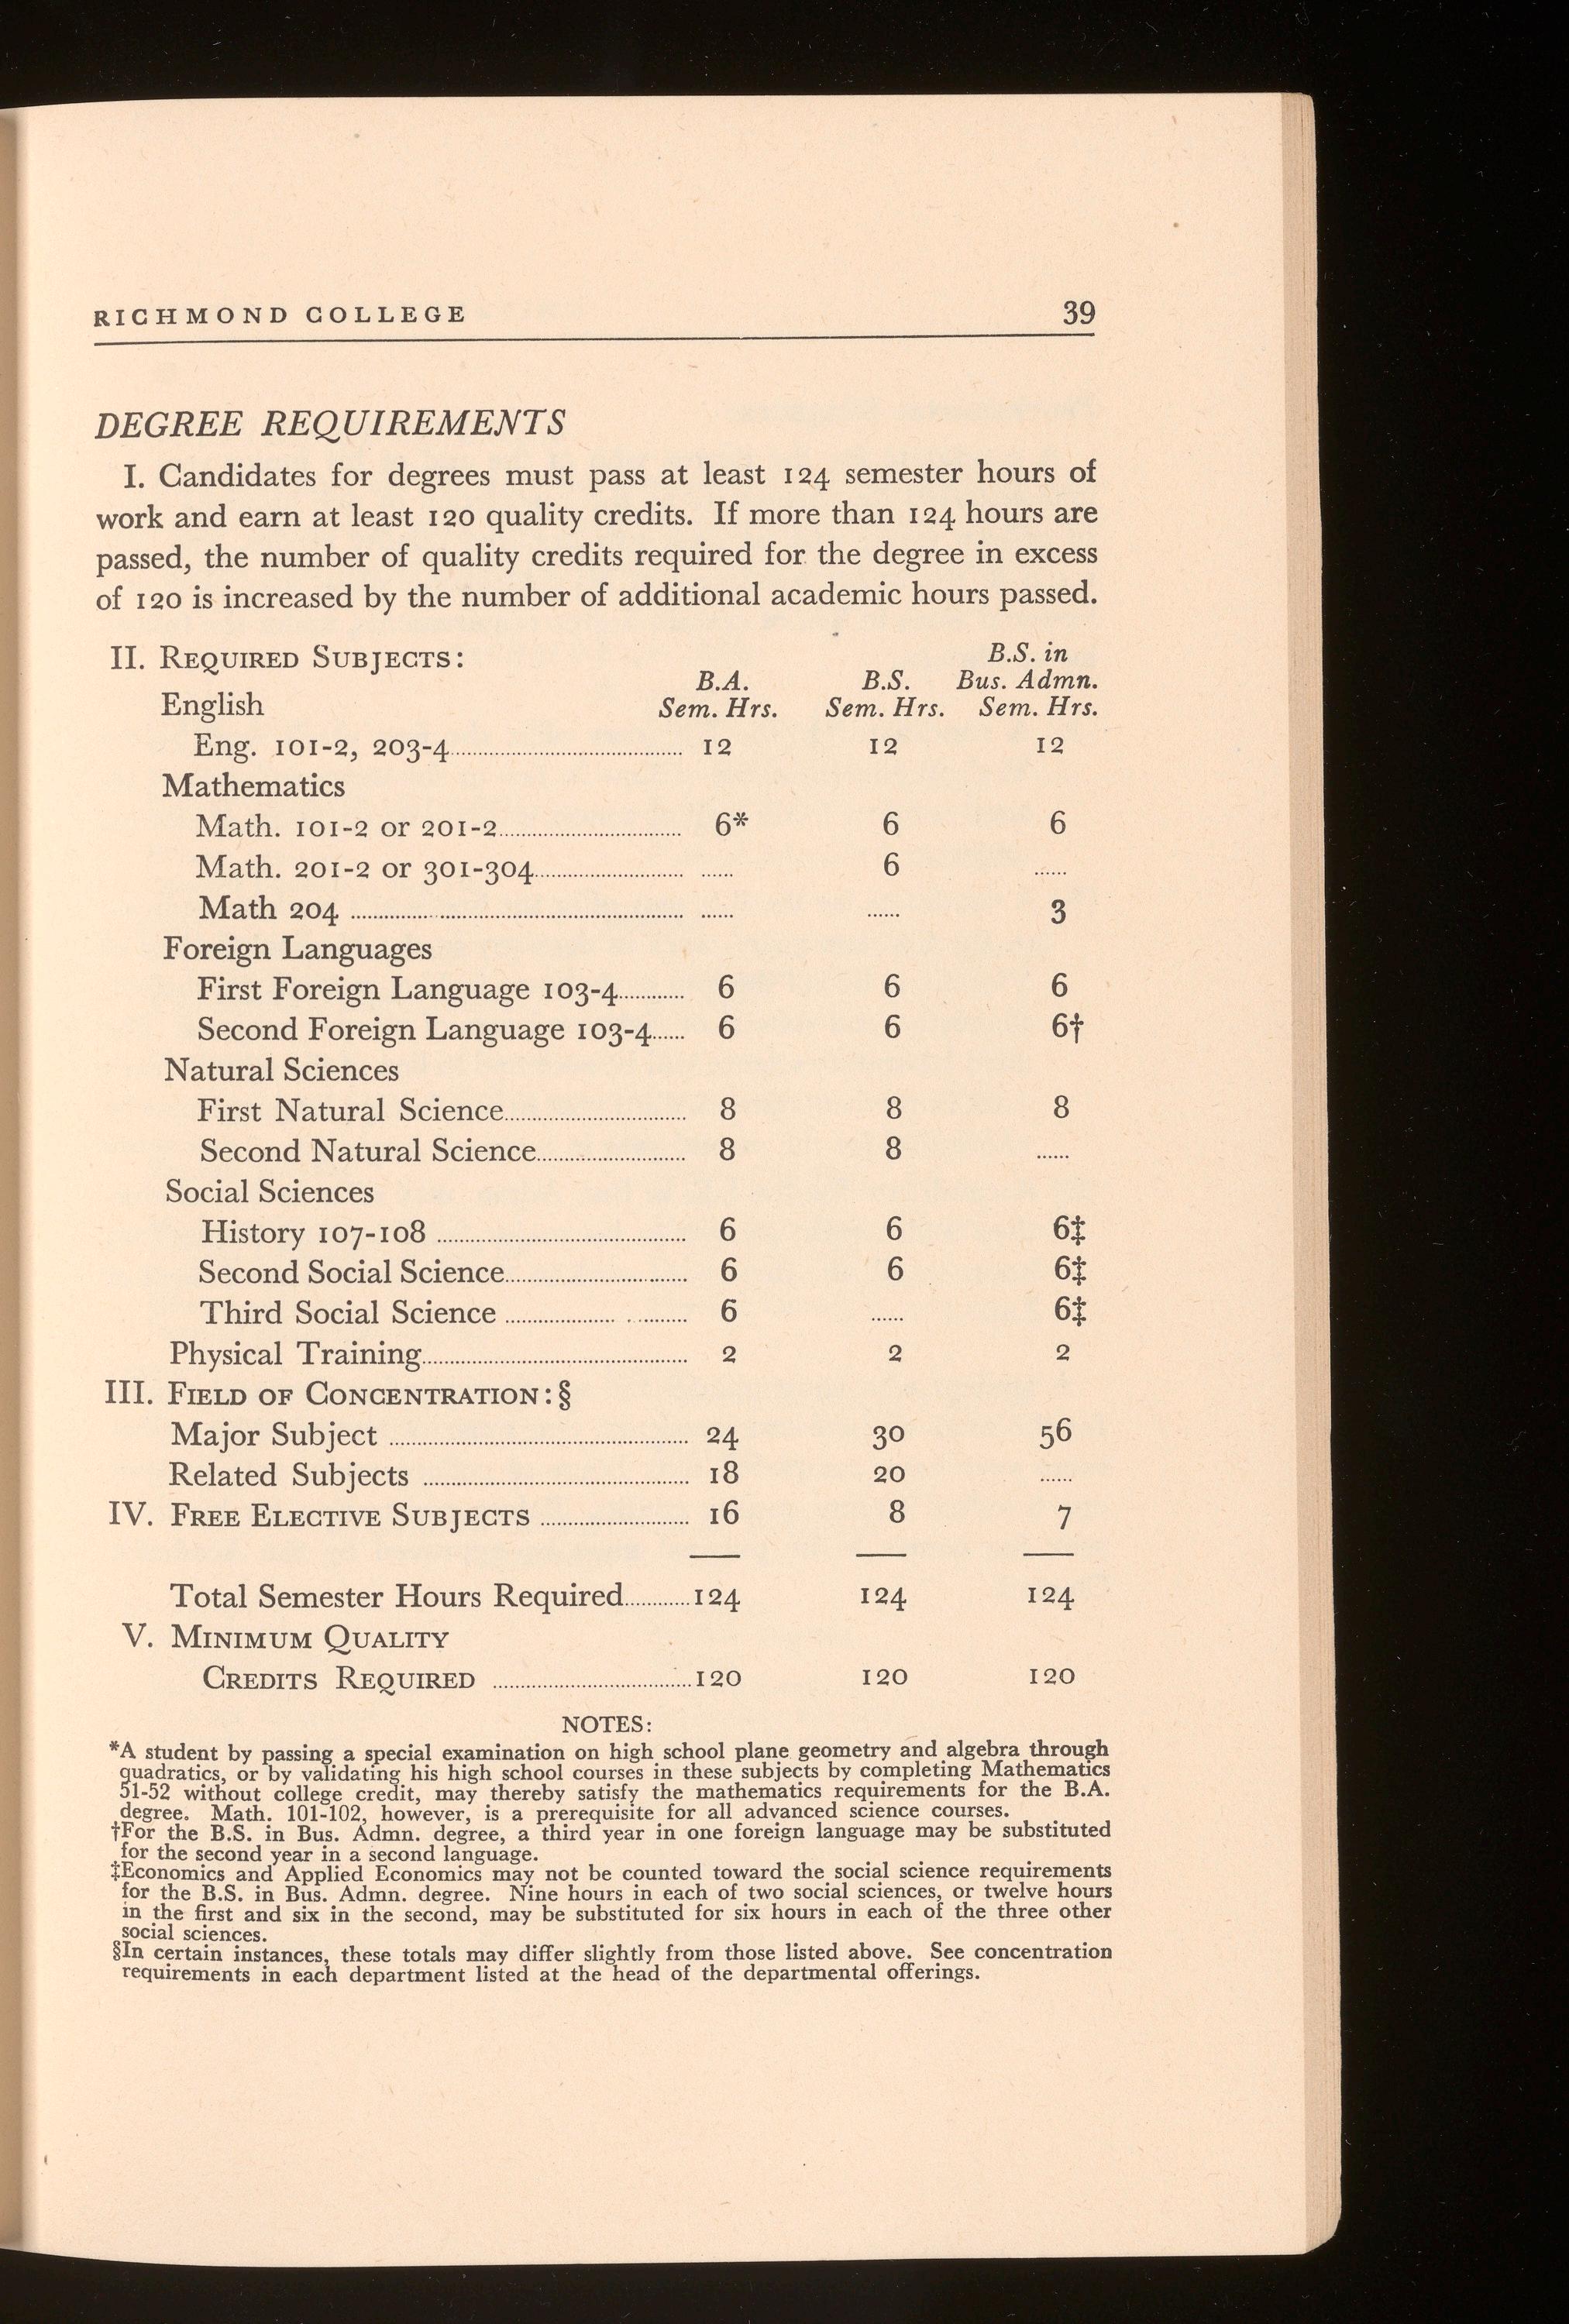 RICHMOND COLLEGE 39
DEGREE REQUIREMENTS
I. Candidates for degrees must pass at least 124 semester hours of
work and earn at least 120 quality credits. If more than 124 hours are
passed, the number of quality credits required for the degree in excess
of 120 is increased by the number of additional academic hours passed.
II. REQUIRED SUBJECTS: B.S. in
B.A. B.S. Bus. Admn.
English Sem. Hrs. Sem. Hrs. Sem. Hrs.
Eng. 101-2, 203-4 12 12 12
Mathematics
Math. 101-2 or 201-2 6* 6 6
Math. 201-2 or 301-304 ...... 6 ......
Math 204 ...... ...... 3
Foreign Languages
First Foreign Language 103-4 6 6 6
Second Foreign Language 103-4 6 6 6†
Natural Sciences
First Natural Science 8 8 8
Second Natural Science 8 8 ......
Social Sciences
History 107-108 6 6 6‡
Second Social Science 6 6 6‡
Third Social Science 6 ...... 6‡
Physical Training 2 2 2
III. FIELD OF CONCENTRATION: §
Major Subject 24 30 56
Related Subjects 18 20 ......
IV. FREE ELECTIVE SUBJECTS 16 8 7
Total Semester Hours Required 124 124 124
V. MINIMUM QUALITY
CREDITS REQUIRED 120 120 120
NOTES:
*A student by passing a special examination on high school plane geometry and algebra through
quadratics, or by validating his high school courses in these subjects by completing Mathematics
51-52 without college credit, may thereby satisfy the mathematics requirements for the B.A.
degree. Math. 101-102, however, is a prerequisite for all advanced science courses.
†For the B.S. in Bus. Admn. degree, a third year in one foreign language may be substituted
for the second year in a second language.
‡Economics and Applied Economics may not be counted toward the social science requirements
for the B.S. in Bus. Admn. degree. Nine hours in each of two social sciences, or twelve hours
in the first and six in the second, may be substituted for six hours in each of the three other
social sciences.
§In certain instances, these totals may differ slightly from those listed above. See concentration
requirements in each department listed at the head of the departmental offerings.